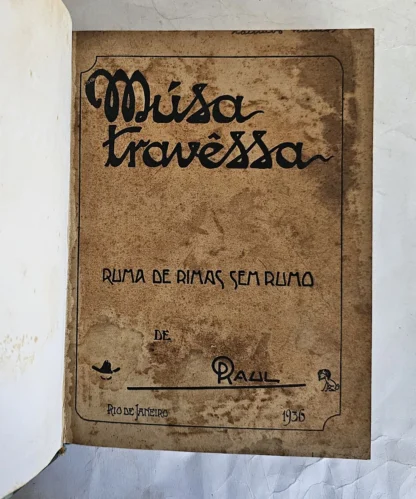 Músa
travêssa
RUMA DE RIMAS SEM RUMO
DE
RAUL
RIO DE JANEIRO 1936